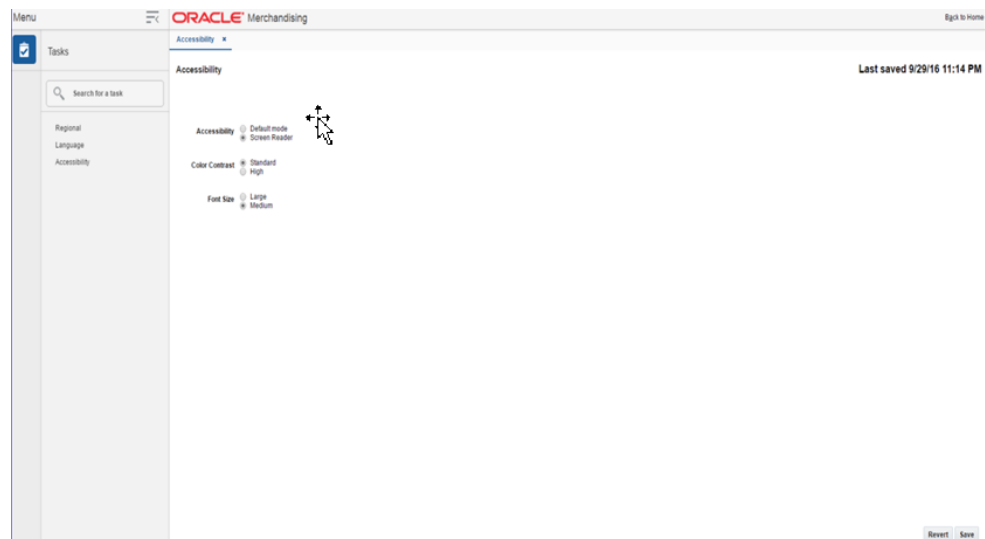 Menu
ORACLE Merchandising
Back to Home
Tasks
Accessibility ×
Accessibility
Last saved 9/29/16 11:14 PM
Search for a task
Regional
Language
Accessibility
Accessibility
Default mode
Screen Reader
Color Contrast
Standard
High
Font Size
Large
Medium
Revert Save